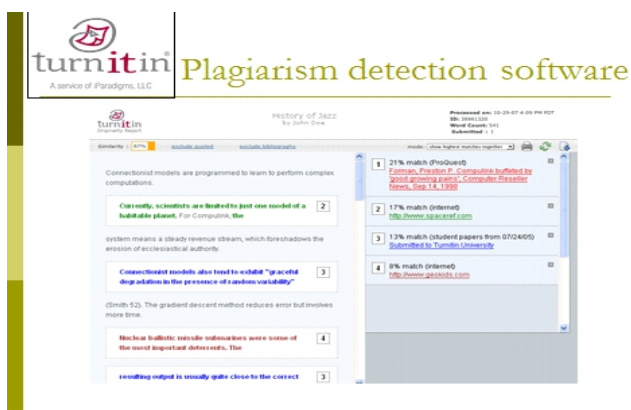 turnitin
A service of iParadigms, LLC
Plagiarism detection software
turnitin
Originality Report
History of Jazz
by John Doe
Processed on: 10-29-07 4:09 PM PDT
ID: 39991320
Word Count: 541
Submitted : 1
Similarity : 67%
exclude quoted
exclude bibliography
mode: show highest matches together
Connectionist models are programmed to learn to perform complex
computations.
Currently, scientists are limited to just one model of a
habitable planet. For Compulink, the
2
system means a steady revenue stream, which foreshadows the
erosion of ecclesiastical authority.
Connectionist models also tend to exhibit "graceful
degradation in the presence of random variability"
3
(Smith 52). The gradient descent method reduces error but involves
more time.
Nuclear ballistic missile submarines were some of
the most important deterrents. The
4
resulting output is usually quite close to the correct
3
1
21% match (ProQuest)
Forman, Preston P. Compulink buffeted by
'good growing pains', Computer Reseller
News, Sep 14, 1998
2
17% match (internet)
http://www.spaceref.com
3
13% match (student papers from 07/24/05)
Submitted to Turnitin University
4
8% match (internet)
http://www.geokids.com